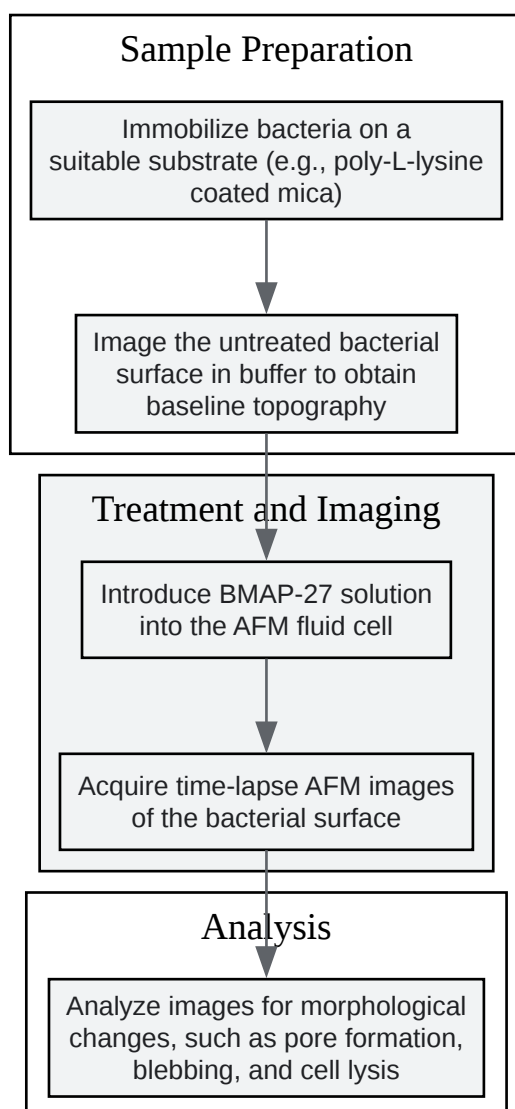 Sample Preparation
Immobilize bacteria on a
suitable substrate (e.g., poly-L-lysine
coated mica)
Image the untreated bacterial
surface in buffer to obtain
baseline topography
Treatment and Imaging
Introduce BMAP-27 solution
into the AFM fluid cell
Acquire time-lapse AFM images
of the bacterial surface
Analysis
Analyze images for morphological
changes, such as pore formation,
blebbing, and cell lysis